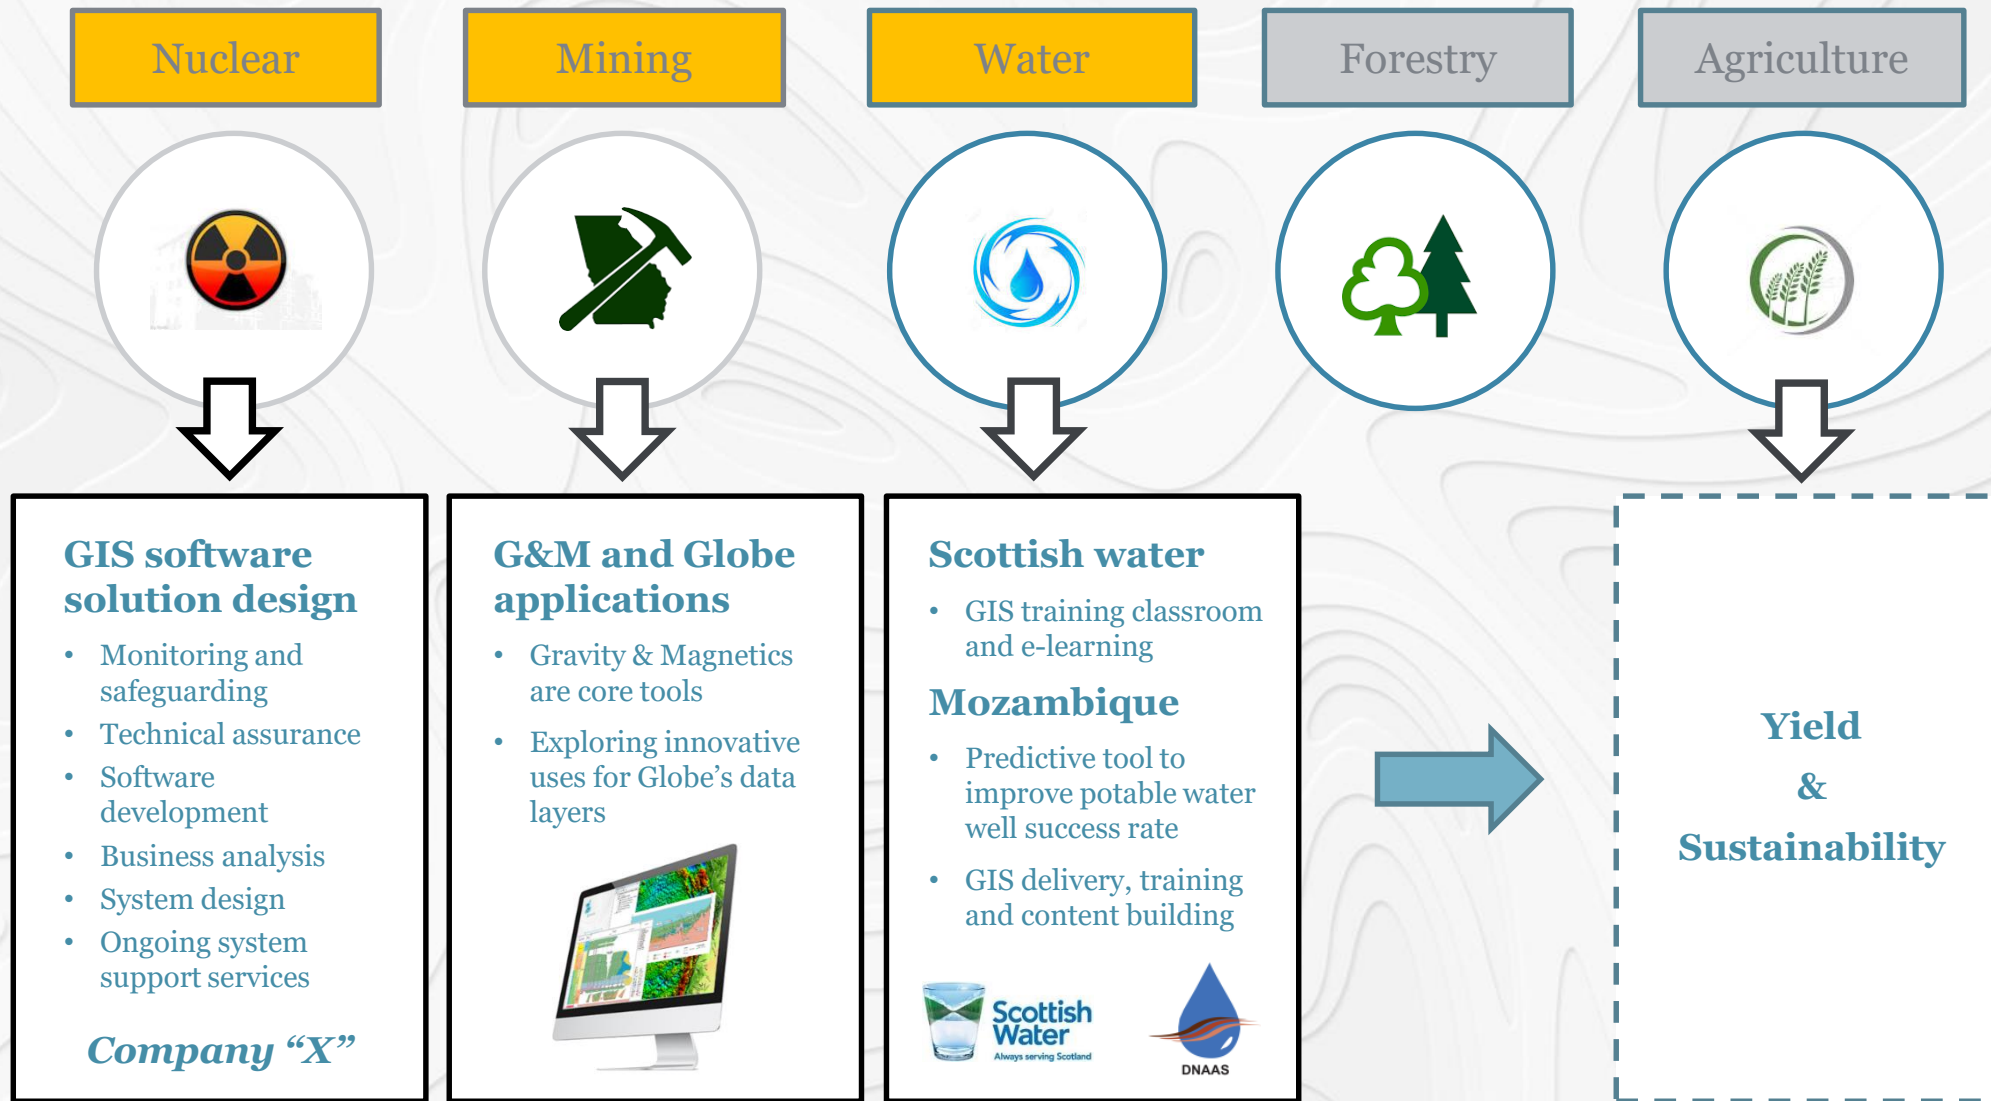 Nuclear
Mining
Water
Forestry
Agriculture
GIS software
solution design
• Monitoring and
safeguarding
• Technical assurance
• Software
development
• Business analysis
• System design
• Ongoing system
support services
Company “X”
G&M and Globe
applications
• Gravity & Magnetics
are core tools
• Exploring innovative
uses for Globe’s data
layers
Scottish water
• GIS training classroom
and e-learning
Mozambique
• Predictive tool to
improve potable water
well success rate
• GIS delivery, training
and content building
Scottish
Water
Always serving Scotland
DNAAS
Yield
&
Sustainability